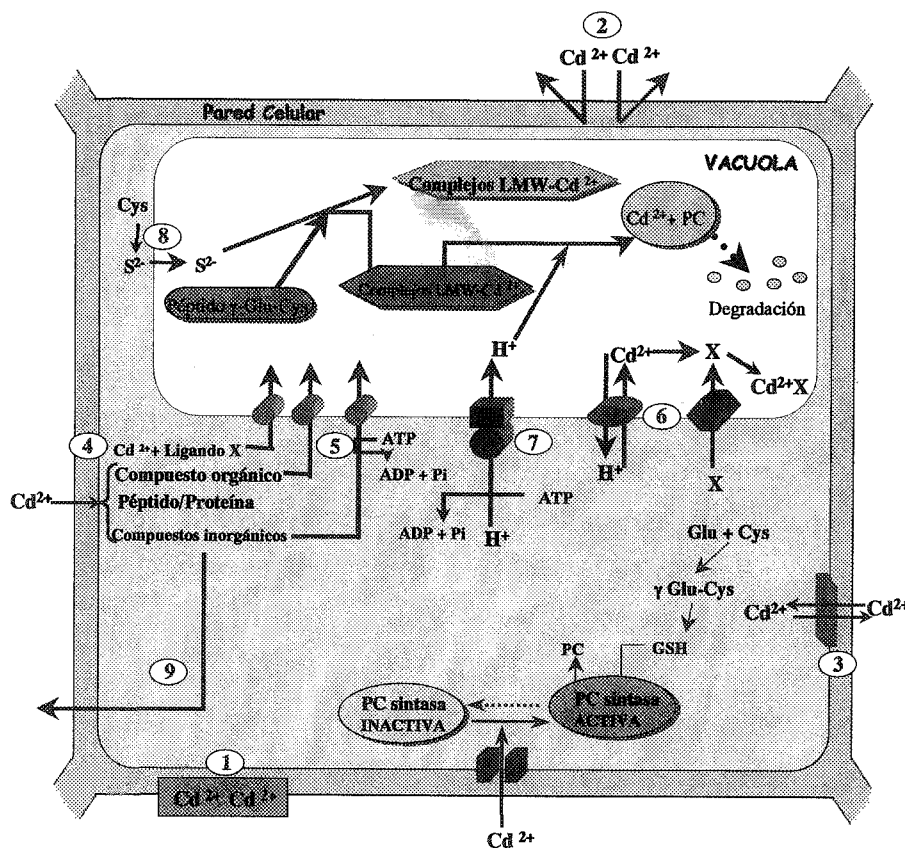 2
Cd 2+ Cd 2+
Pared Celular
VACUOLA
Complejos LMW-Cd 2+
Cys
8
S2-
S2-
Cd 2+ + PC
Péptido γ-Glu-Cys
Complejos LMW-Cd 2+
Degradación
H+
Cd2+
X
Cd2+X
4
Cd 2+ + Ligando X
5
ATP
ADP + Pi
7
6
H+
X
Compuesto orgánico
Cd2+
Péptido/Proteína
Compuestos inorgánicos
ATP
ADP + Pi
H+
Glu + Cys
γ Glu-Cys
Cd2+
Cd2+
GSH
PC
3
9
PC sintasa
INACTIVA
PC sintasa
ACTIVA
1
Cd 2+ Cd 2+
Cd 2+